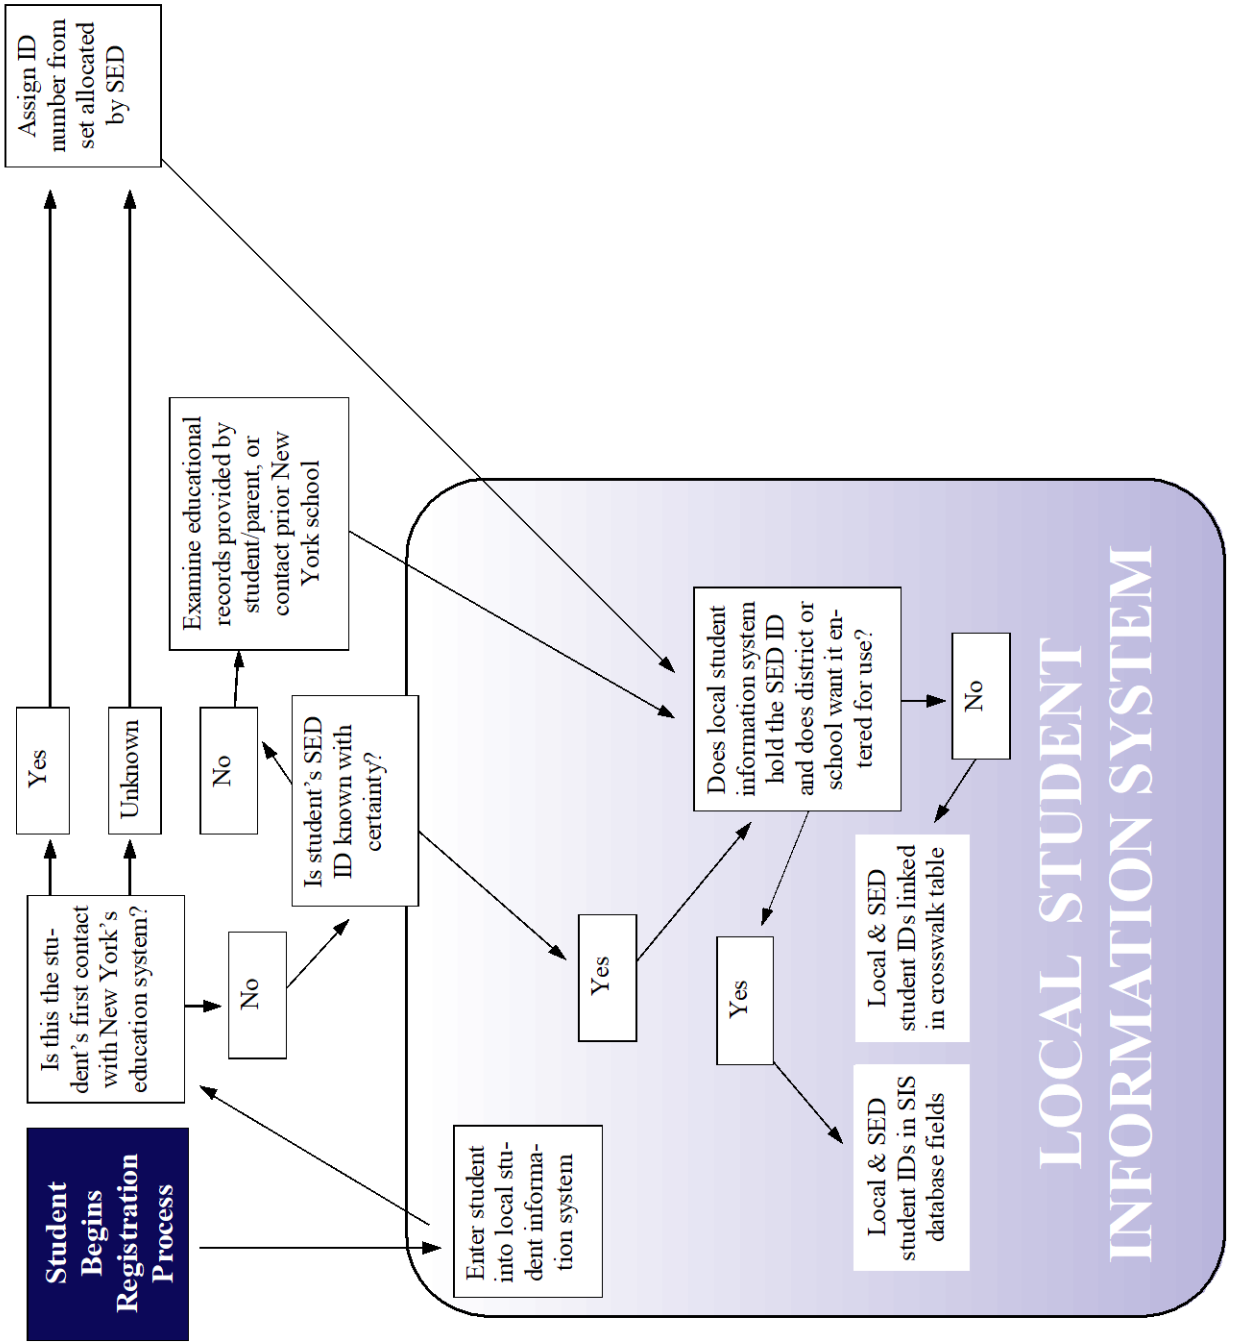 Student
Begins
Registration
Process
Is this the stu-
dent's first contact
with New York's
education system?
Yes
Unknown
Assign ID
number from
set allocated
by SED
No
Is student's SED
ID known with
certainty?
No
Examine educational
records provided by
student/parent, or
contact prior New
York school
Enter student
into local stu-
dent informa-
tion system
Yes
Does local student
information system
hold the SED ID
and does district or
school want it en-
tered for use?
Yes
No
Local & SED
student IDs in SIS
database fields
Local & SED
student IDs linked
in crosswalk table
LOCAL STUDENT
INFORMATION SYSTEM